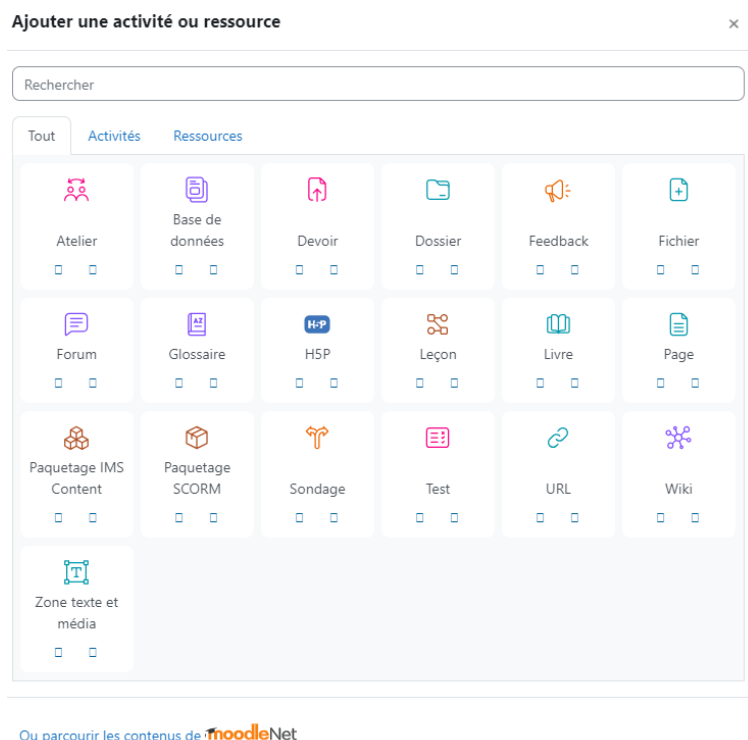 Ajouter une activité ou ressource
×
Rechercher
Tout Activités Ressources
Atelier
Base de
données
Devoir
Dossier
Feedback
Fichier
Forum
AZ
Glossaire
H5P
H5P
Leçon
Livre
Page
Paquetage IMS
Content
Paquetage
SCORM
Sondage
Test
URL
Wiki
T
Zone texte et
média
Ou parcourir les contenus de moodleNet